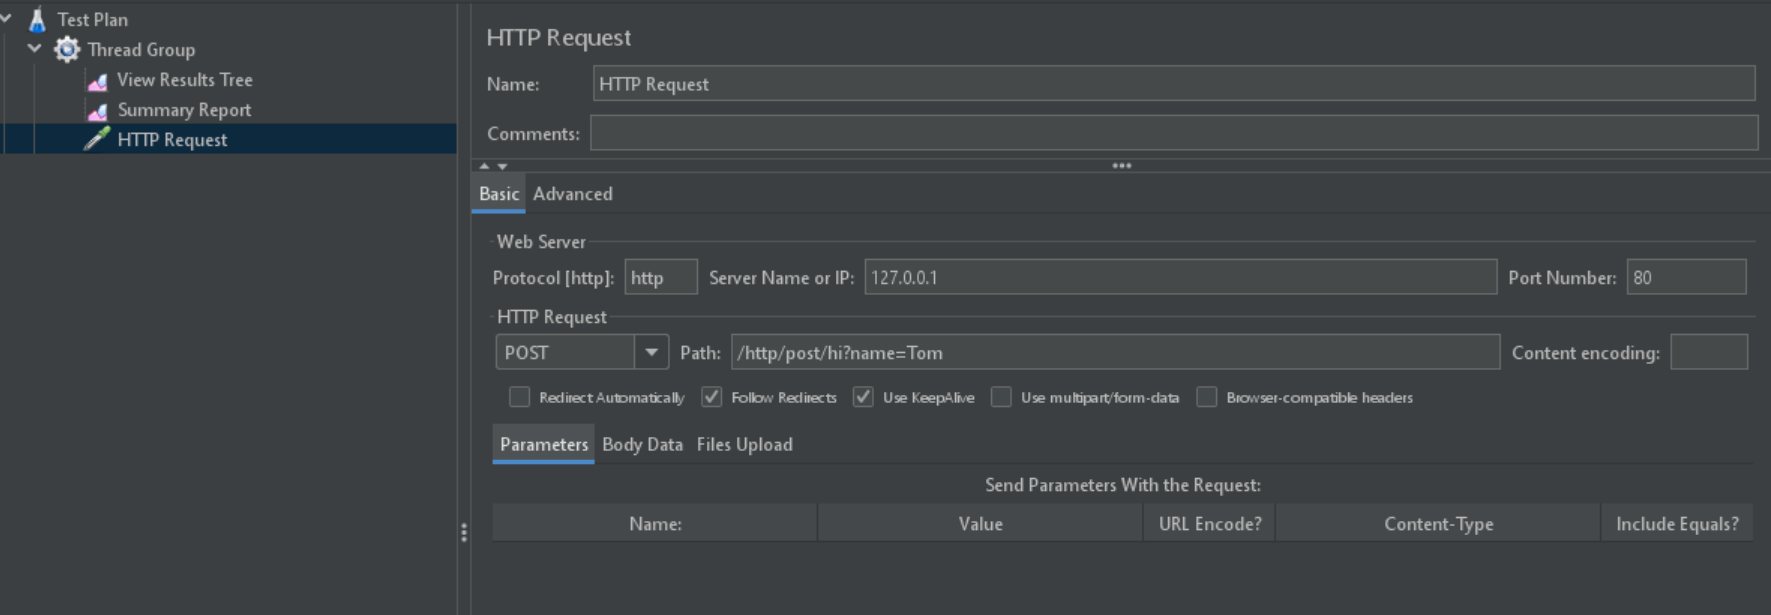 Test Plan
Thread Group
View Results Tree
Summary Report
HTTP Request
HTTP Request
Name: HTTP Request
Comments:
Basic Advanced
Web Server
Protocol [http]: http Server Name or IP: 127.0.0.1 Port Number: 80
HTTP Request
POST Path: /http/post/hi?name=Tom Content encoding:
Redirect Automatically Follow Redirects Use KeepAlive Use multipart/form-data Browser-compatible headers
Parameters Body Data Files Upload
Send Parameters With the Request:
Name: Value URL Encode? Content-Type Include Equals?